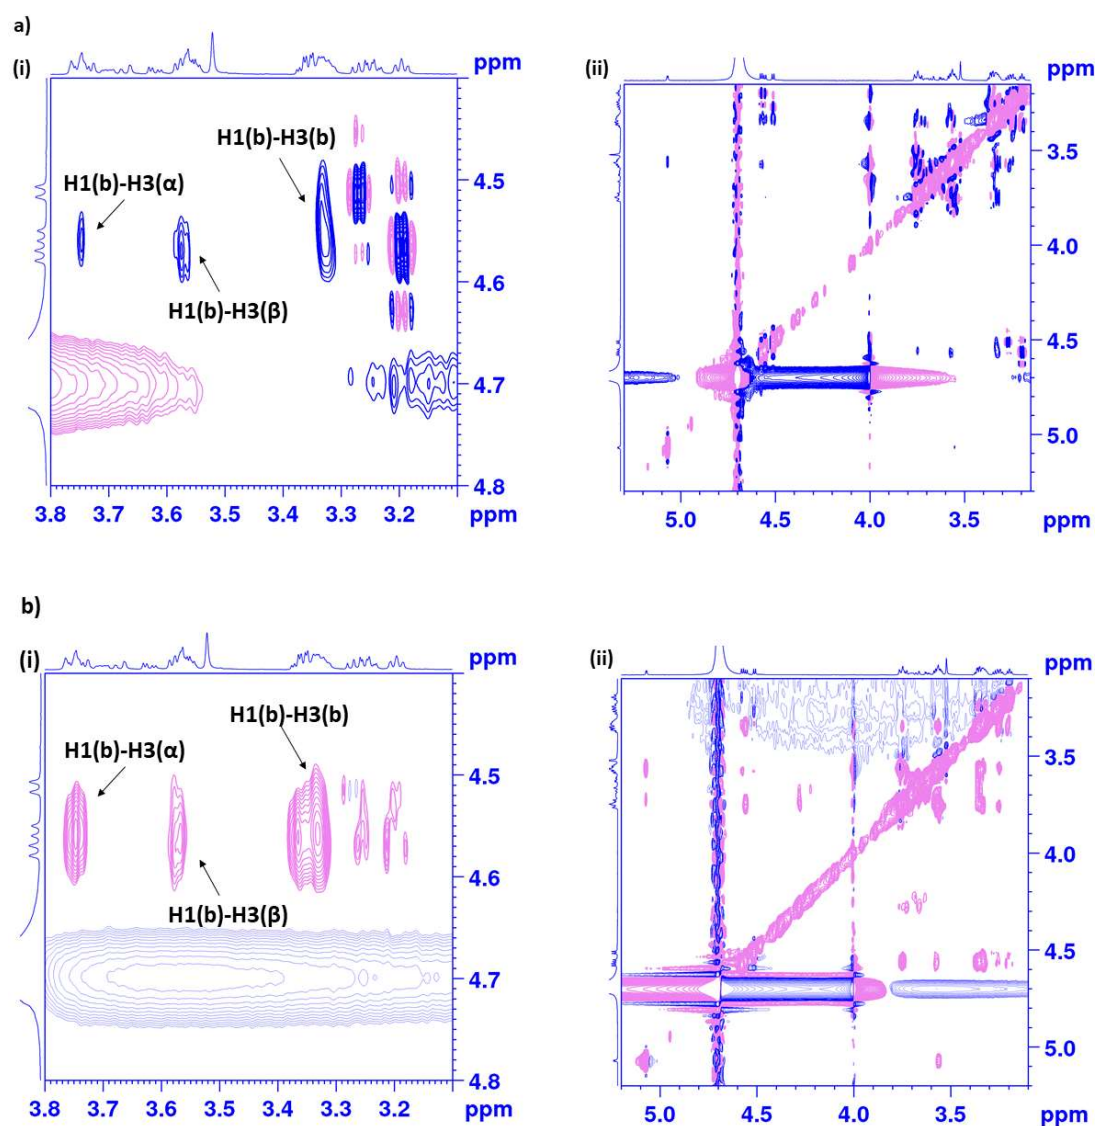 a)
(i)
ppm
H1(b)-H3(b)
H1(b)-H3(α)
H1(b)-H3(β)
4.5
4.6
4.7
4.8
3.8 3.7 3.6 3.5 3.4 3.3 3.2
ppm
(ii)
ppm
3.5
4.0
4.5
5.0
5.0 4.5 4.0 3.5
ppm
b)
(i)
ppm
H1(b)-H3(b)
H1(b)-H3(α)
H1(b)-H3(β)
4.5
4.6
4.7
4.8
3.8 3.7 3.6 3.5 3.4 3.3 3.2
ppm
(ii)
ppm
3.5
4.0
4.5
5.0
5.0 4.5 4.0 3.5
ppm